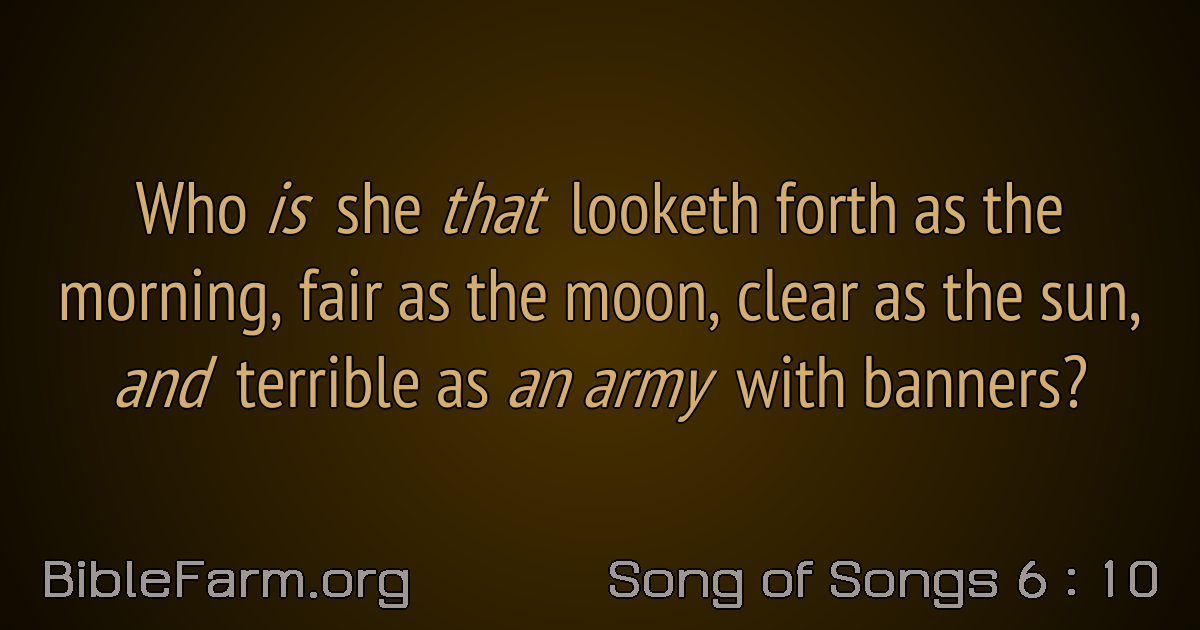 Who is she that looketh forth as the
morning, fair as the moon, clear as the sun,
and terrible as an army with banners?
BibleFarm.org
Song of Songs 6 : 10